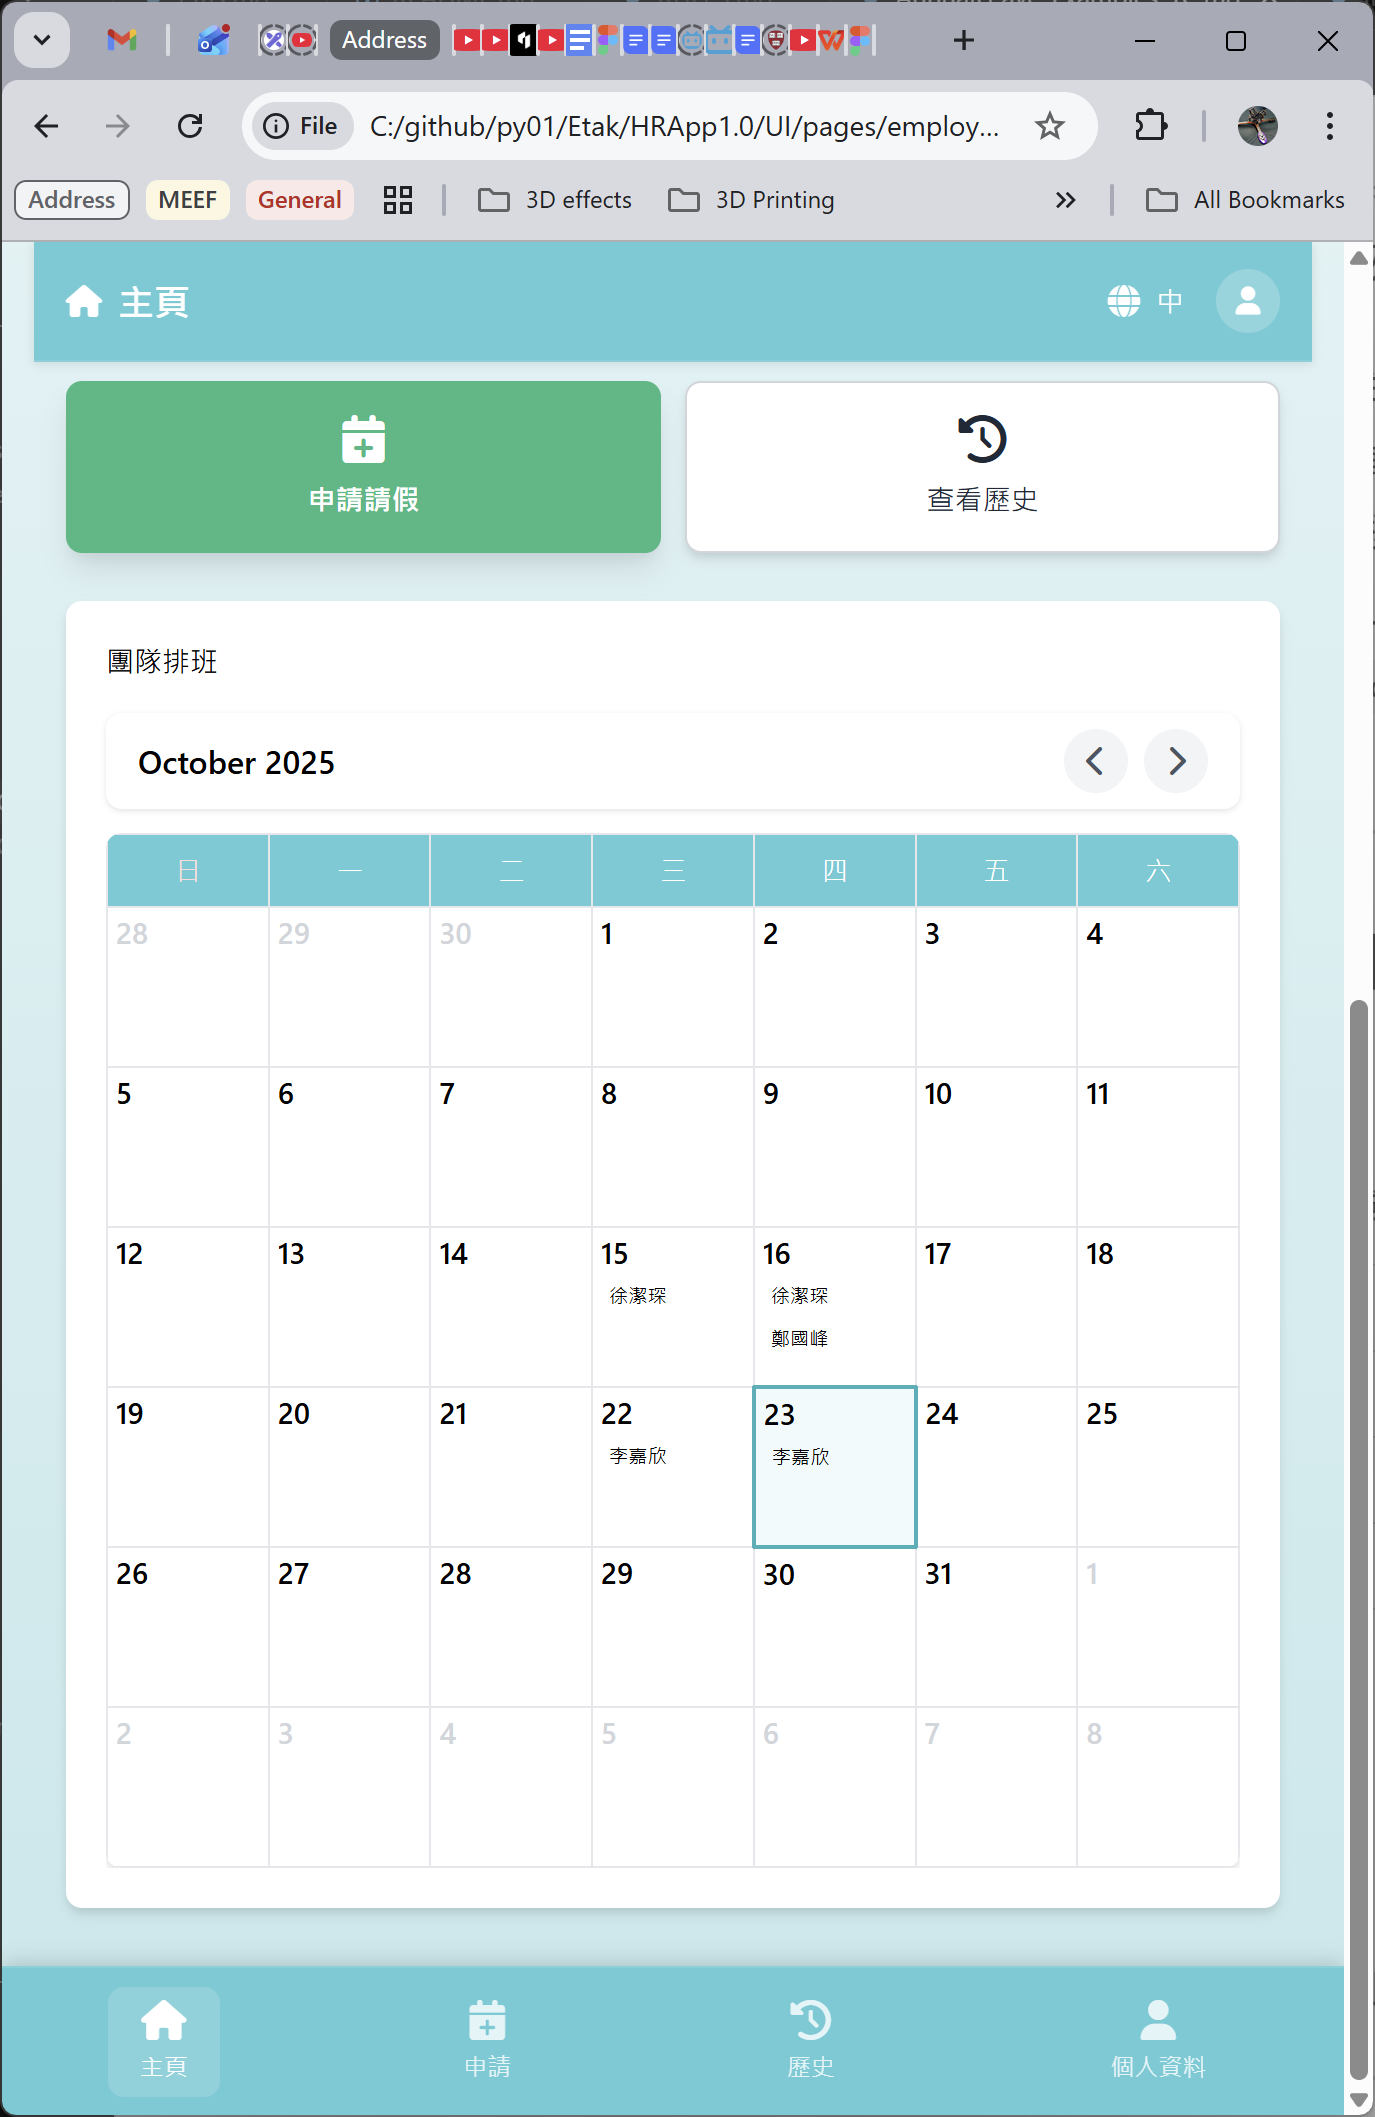 Address
File
C:/github/py01/Etak/HRApp1.0/UI/pages/employ...
Address
MEEF
General
3D effects
3D Printing
All Bookmarks
主頁
中
申請請假
查看歷史
團隊排班
October 2025
日 一 二 三 四 五 六
28 29 30 1 2 3 4
5 6 7 8 9 10 11
12 13 14 15 16 17 18
徐潔琛 徐潔琛
鄭國峰
19 20 21 22 23 24 25
李嘉欣 李嘉欣
26 27 28 29 30 31 1
2 3 4 5 6 7 8
主頁 申請 歷史 個人資料